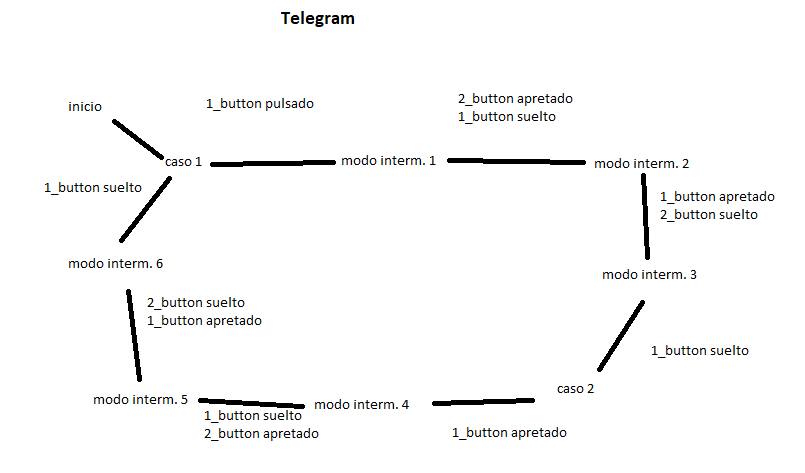 Telegram
inicio
1_button pulsado
2_button apretado
1_button suelto
caso 1
modo interm. 1
modo interm. 2
1_button suelto
1_button apretado
2_button suelto
modo interm. 6
modo interm. 3
2_button suelto
1_button apretado
1_button suelto
caso 2
modo interm. 5
modo interm. 4
1_button suelto
2_button apretado
1_button apretado